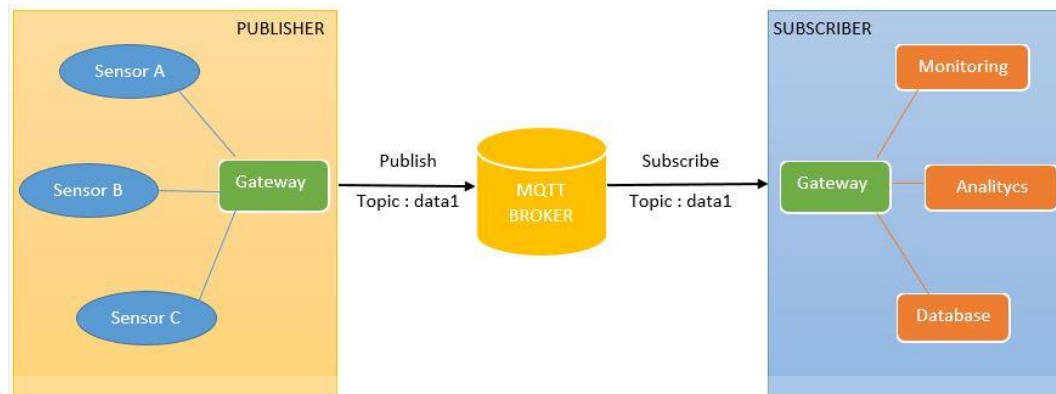 PUBLISHER
Sensor A
Sensor B
Gateway
Sensor C
Publish
Topic : data1
MQTT
BROKER
Subscribe
Topic : data1
SUBSCRIBER
Monitoring
Gateway
Analitycs
Database